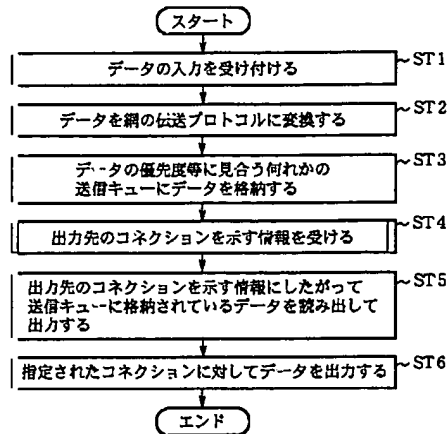 スタート
データの入力を受け付ける
~ST1
データを網の伝送プロトコルに変換する
~ST2
データの優先度等に見合う何れかの
送信キューにデータを格納する
~ST3
出力先のコネクションを示す情報を受ける
~ST4
出力先のコネクションを示す情報にしたがって
送信キューに格納されているデータを読み出して
出力する
~ST5
指定されたコネクションに対してデータを出力する
~ST6
エンド